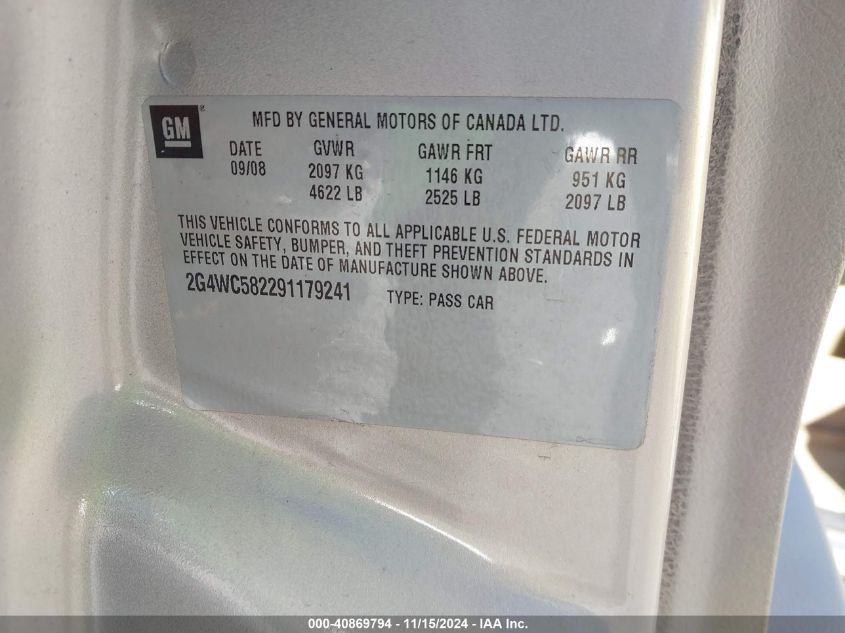 GM ®
MFD BY GENERAL MOTORS OF CANADA LTD.
DATE GVWR GAWR FRT GAWR RR
09/08 2097 KG 1146 KG 951 KG
4622 LB 2525 LB 2097 LB
THIS VEHICLE CONFORMS TO ALL APPLICABLE U.S. FEDERAL MOTOR
VEHICLE SAFETY, BUMPER, AND THEFT PREVENTION STANDARDS IN
EFFECT ON THE DATE OF MANUFACTURE SHOWN ABOVE.
2G4WC582291179241 TYPE: PASS CAR
000-40869794 - 11/15/2024 - IAA Inc.